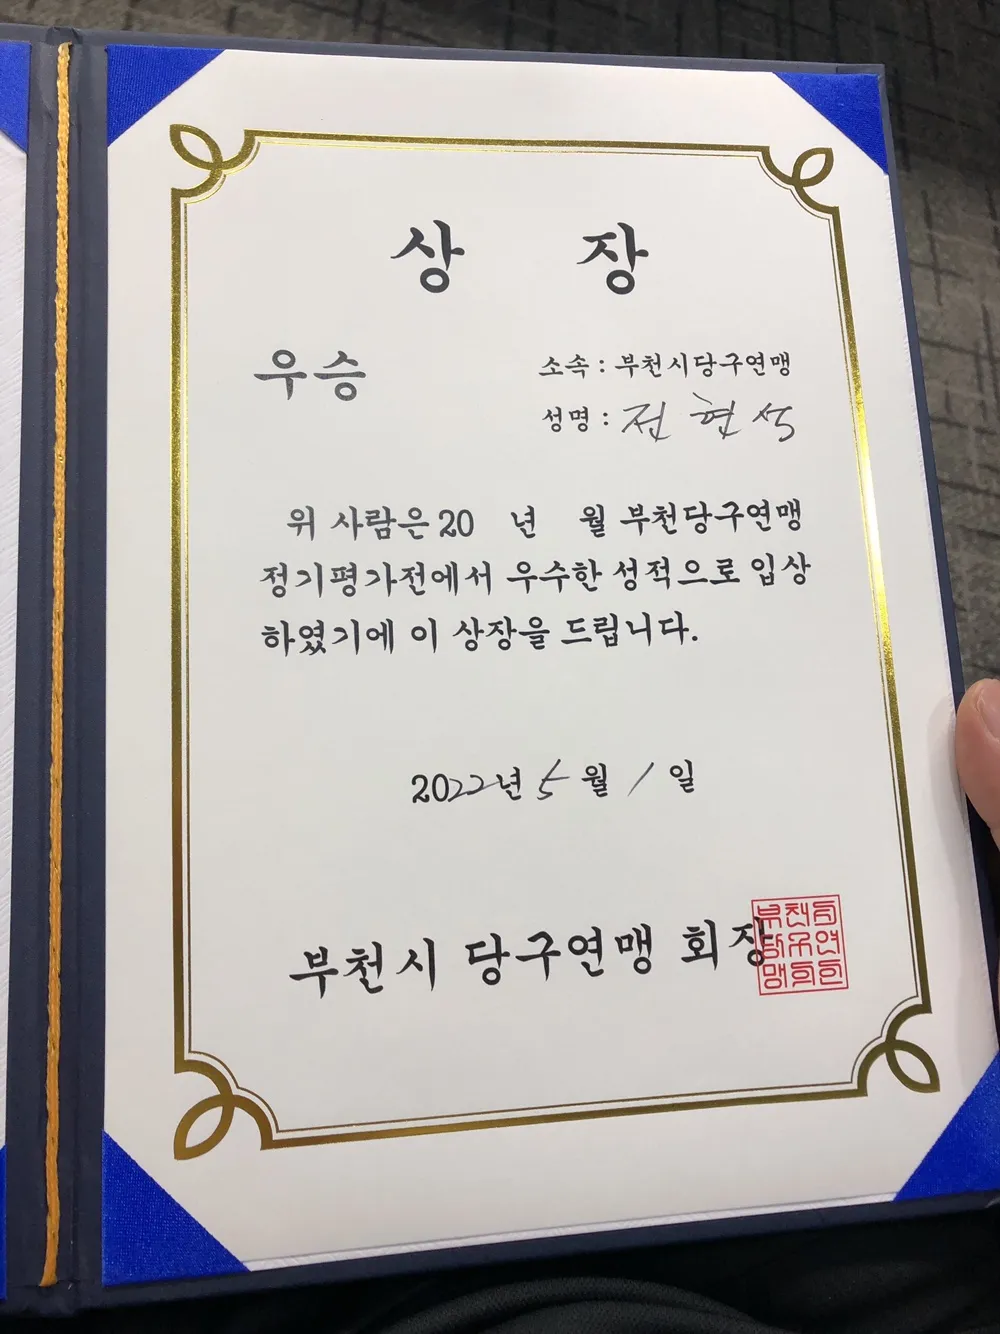 상 장
우승
소속 : 부천시당구연맹
성명 : 전현석
위 사람은 20 년 월 부천당구연맹
정기평가전에서 우수한 성적으로 입상
하였기에 이 상장을 드립니다.
2022년 5월 1일
부천시 당구연맹 회장